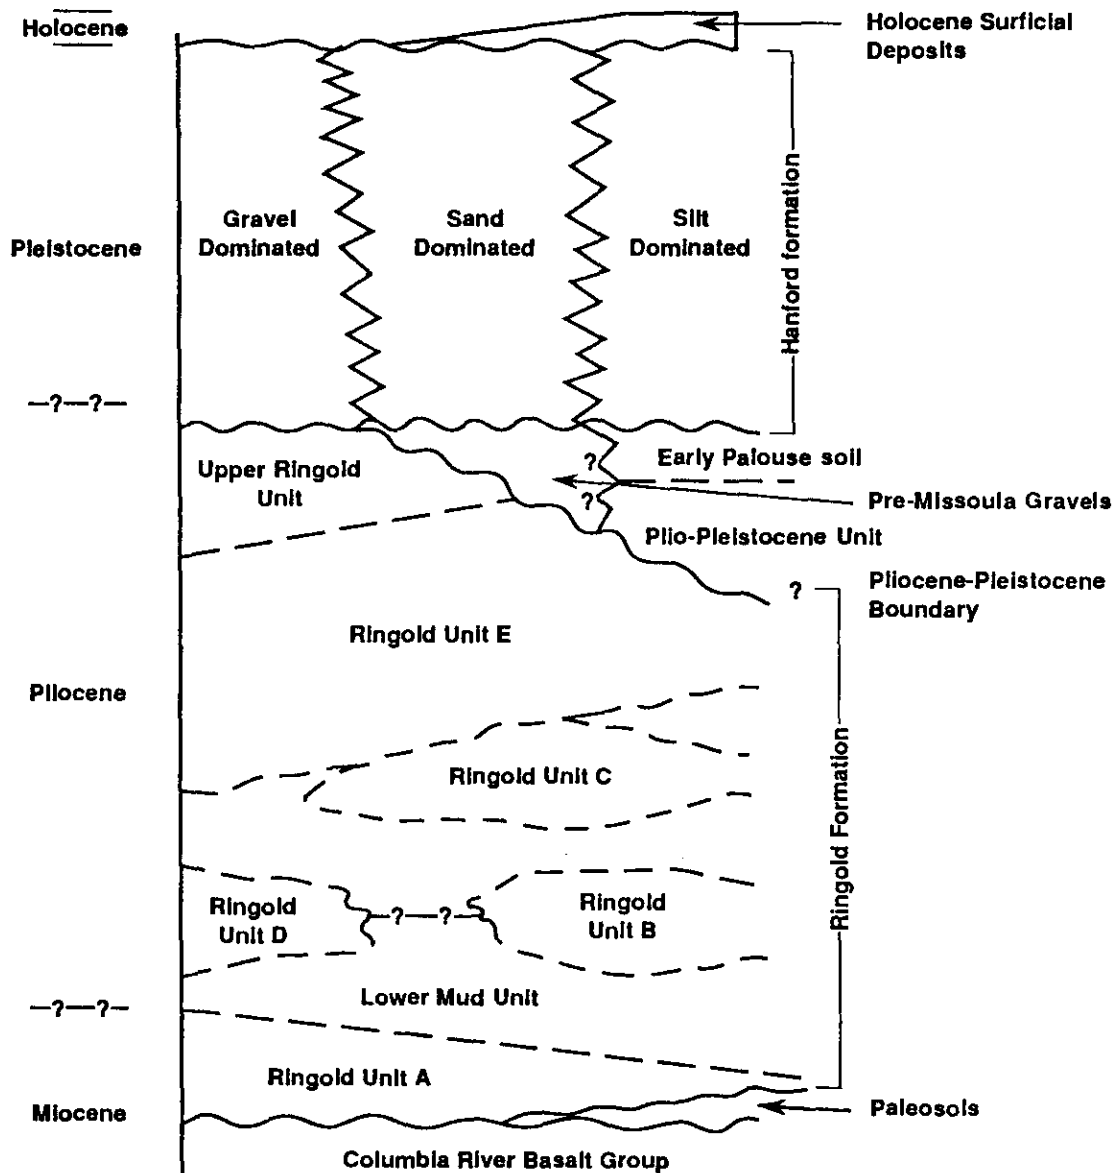 Holocene
Holocene Surficial
Deposits
Gravel
Dominated
Sand
Dominated
Silt
Dominated
Pleistocene
Hanford formation
—?—?—
Upper Ringold
Unit
?
Early Palouse soil
?
Pre-Missoula Gravels
Plio-Pleistocene Unit
?
Pliocene-Pleistocene
Boundary
Ringold Unit E
Pliocene
Ringold Unit C
Ringold Formation
Ringold
Unit D
—?—?—
Ringold
Unit B
Lower Mud Unit
—?—?—
Ringold Unit A
Miocene
Paleosols
Columbia River Basalt Group